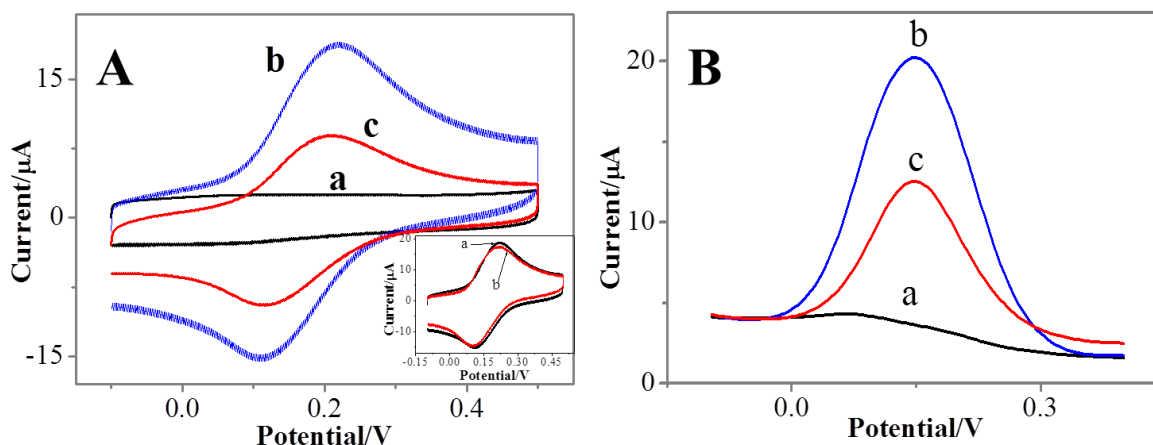 A
b
c
a
15
0
-15
Current/μA
0.0
0.2
0.4
Potential/V
a
b
20
10
0
-10
Current/μA
-0.15
0.00
0.15
0.30
0.45
Potential/V
B
b
c
a
20
10
0
Current/μA
0.0
0.3
Potential/V